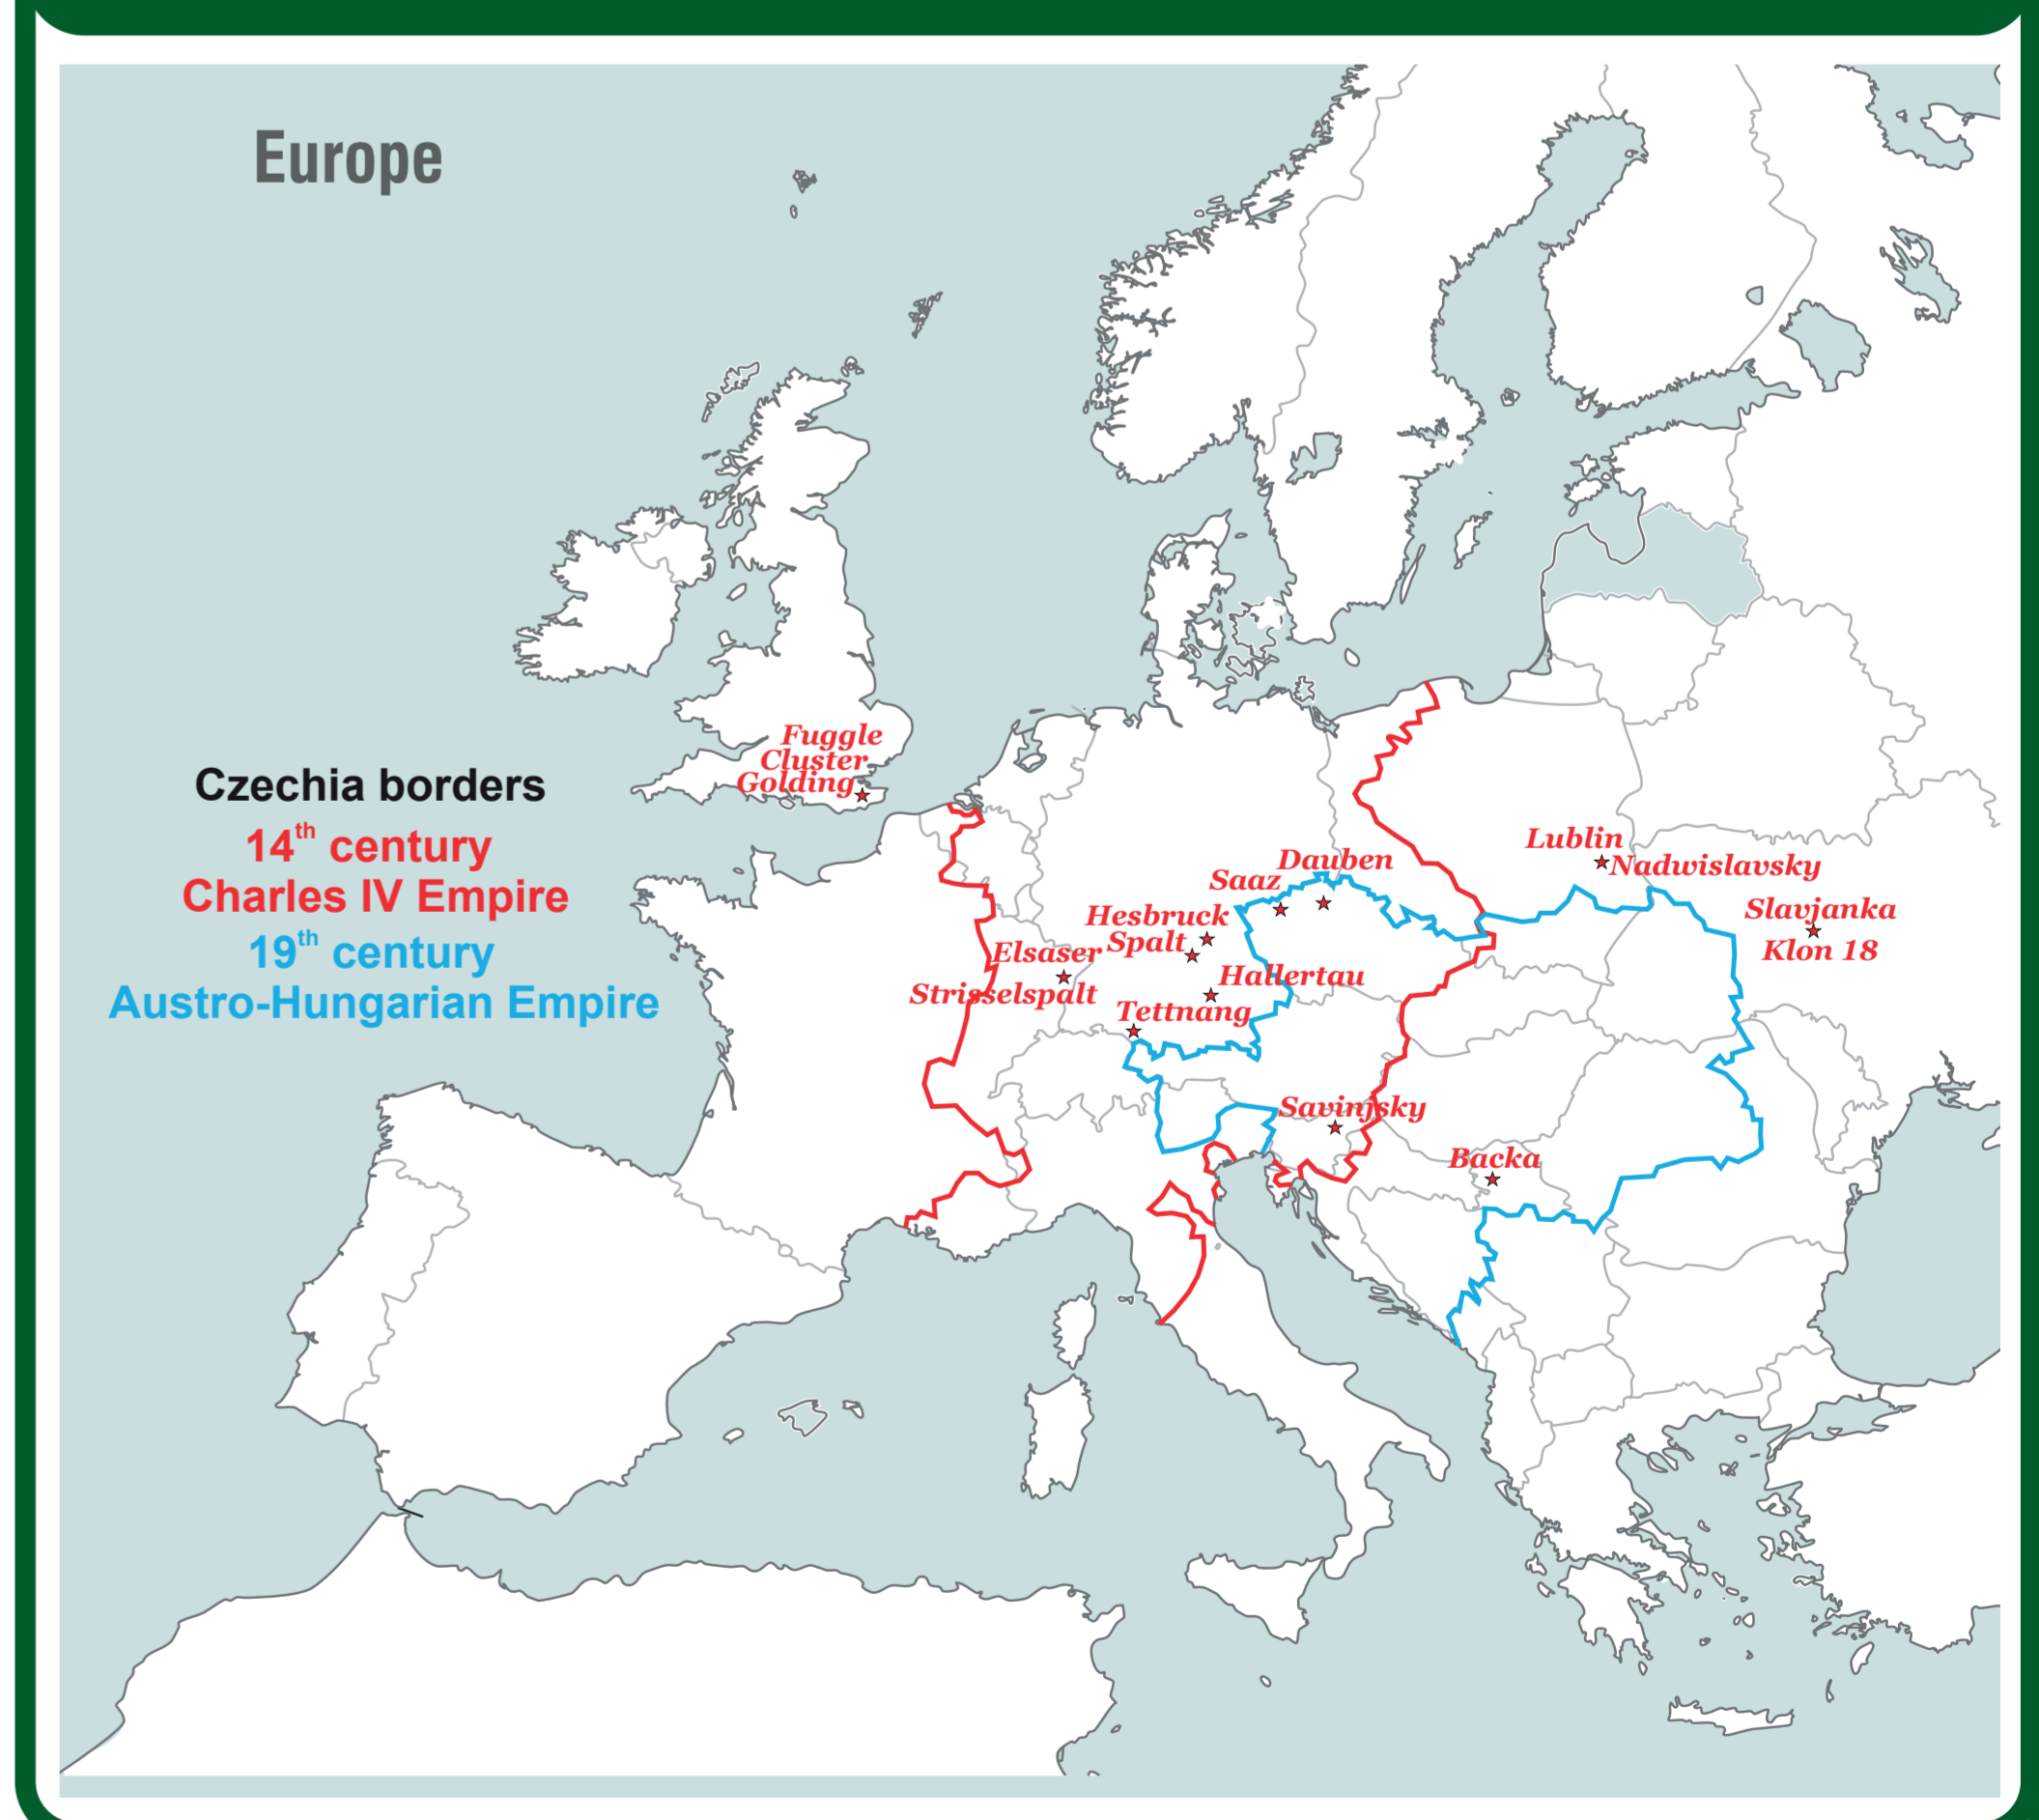 Europe
Czechia borders
14th century
Charles IV Empire
19th century
Austro-Hungarian Empire
Fuggle
Cluster
Golding
Lublin
Nadwislavsky
Dauben
Saaz
Slavjanka
Klon 18
Hesbruck
Spalt
Elsaser
Hallertau
Strisselspalt
Tettnang
Savinjsky
Backa